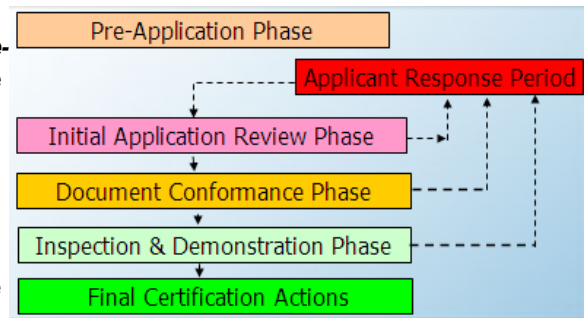 Pre-Application Phase
Applicant Response Period
Initial Application Review Phase
Document Conformance Phase
Inspection & Demonstration Phase
Final Certification Actions